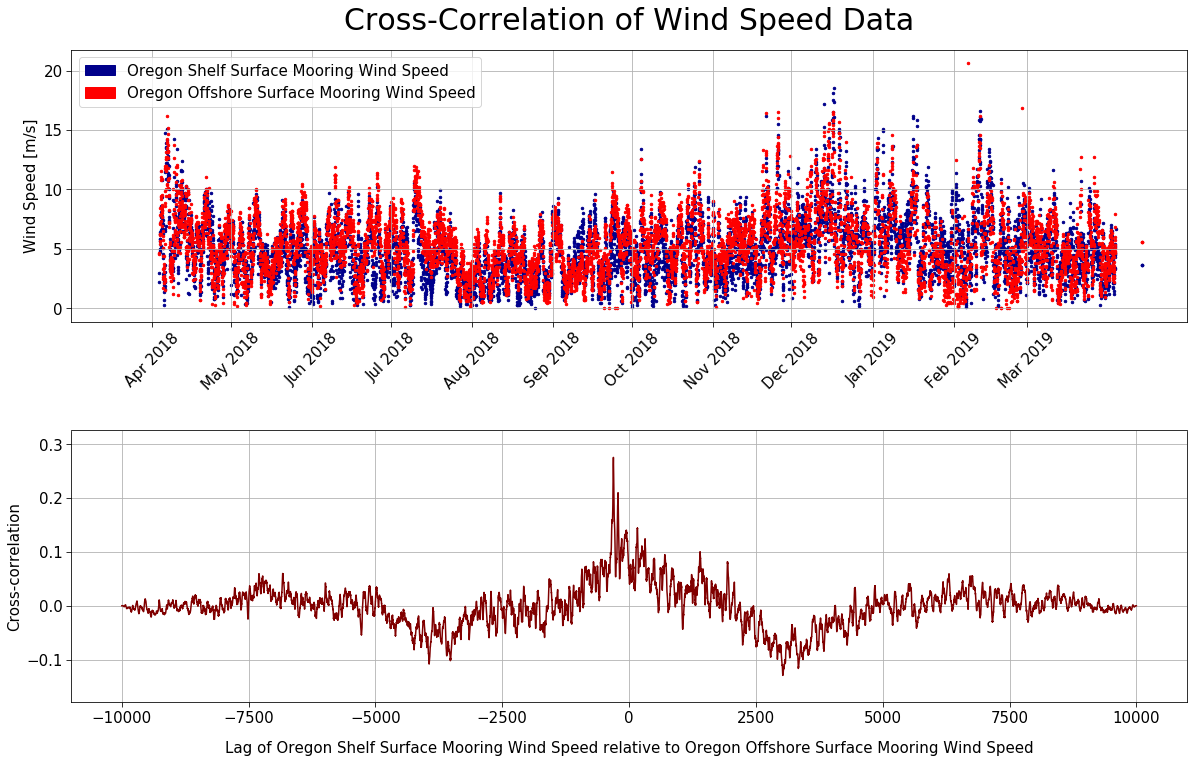 Cross-Correlation of Wind Speed Data
Oregon Shelf Surface Mooring Wind Speed
Oregon Offshore Surface Mooring Wind Speed
Wind Speed [m/s]
20
15
10
5
0
Apr 2018
May 2018
Jun 2018
Jul 2018
Aug 2018
Sep 2018
Oct 2018
Nov 2018
Dec 2018
Jan 2019
Feb 2019
Mar 2019
Cross-correlation
0.3
0.2
0.1
0.0
−0.1
−10000
−7500
−5000
−2500
0
2500
5000
7500
10000
Lag of Oregon Shelf Surface Mooring Wind Speed relative to Oregon Offshore Surface Mooring Wind Speed